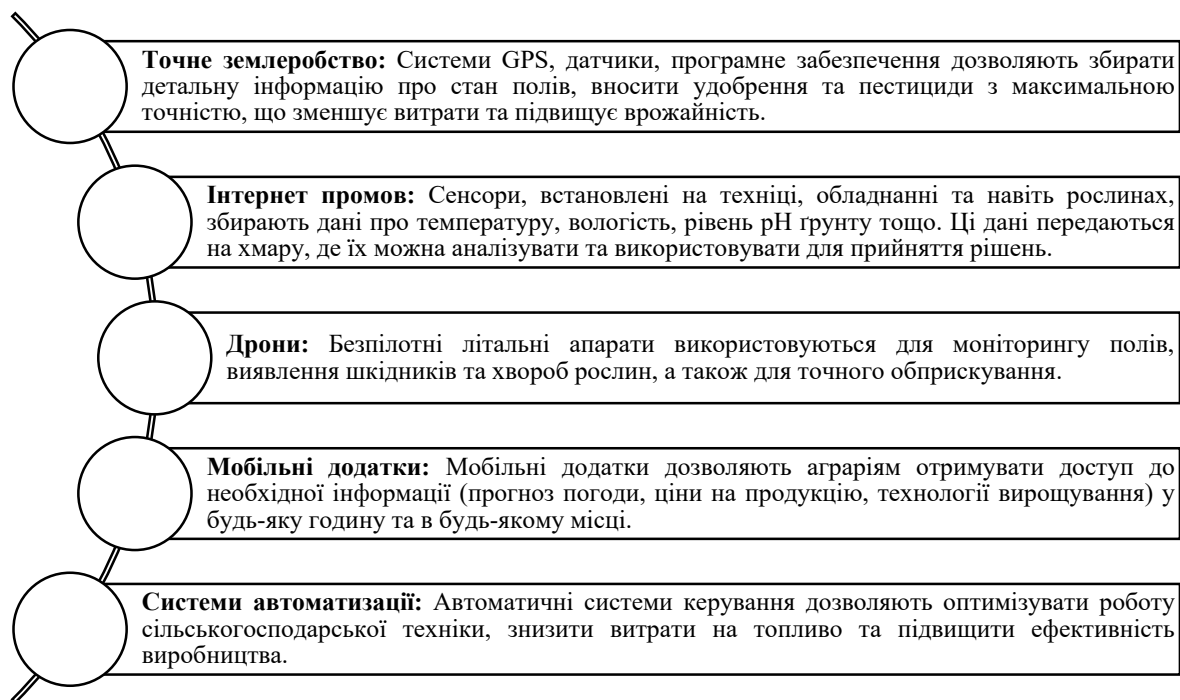 Точне землеробство: Системи GPS, датчики, програмне забезпечення дозволяють збирати
детальну інформацію про стан полів, вносити удобрення та пестициди з максимальною
точністю, що зменшує витрати та підвищує врожайність.
Інтернет промов: Сенсори, встановлені на техніці, обладнанні та навіть рослинах,
збирають дані про температуру, вологість, рівень pH ґрунту тощо. Ці дані передаються
на хмару, де їх можна аналізувати та використовувати для прийняття рішень.
Дрони: Безпілотні літальні апарати використовуються для моніторингу полів,
виявлення шкідників та хвороб рослин, а також для точного обприскування.
Мобільні додатки: Мобільні додатки дозволяють аграріям отримувати доступ до
необхідної інформації (прогноз погоди, ціни на продукцію, технології вирощування) у
будь-яку годину та в будь-якому місці.
Системи автоматизації: Автоматичні системи керування дозволяють оптимізувати роботу
сільськогосподарської техніки, знизити витрати на топливо та підвищити ефективність
виробництва.